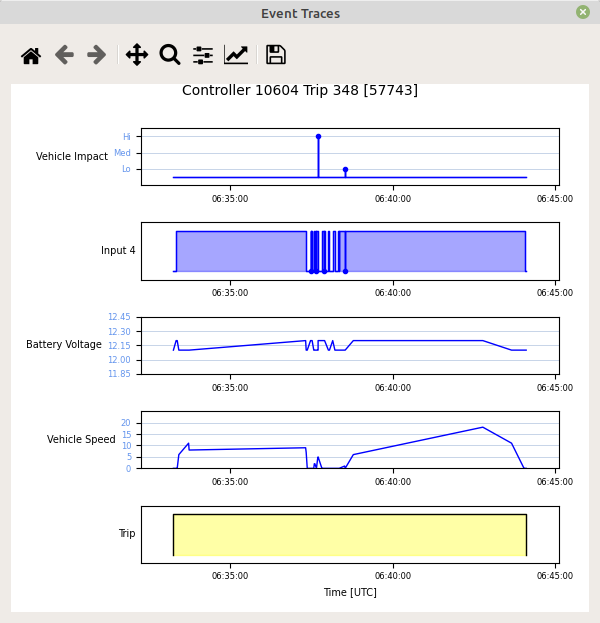 Event Traces
Controller 10604 Trip 348 [57743]
Vehicle Impact
Hi
Med
Lo
06:35:00 06:40:00 06:45:00
Input 4
06:35:00 06:40:00 06:45:00
Battery Voltage
12.45
12.30
12.15
12.00
11.85
06:35:00 06:40:00 06:45:00
Vehicle Speed
20
15
10
5
0
06:35:00 06:40:00 06:45:00
Trip
06:35:00 06:40:00 06:45:00
Time [UTC]